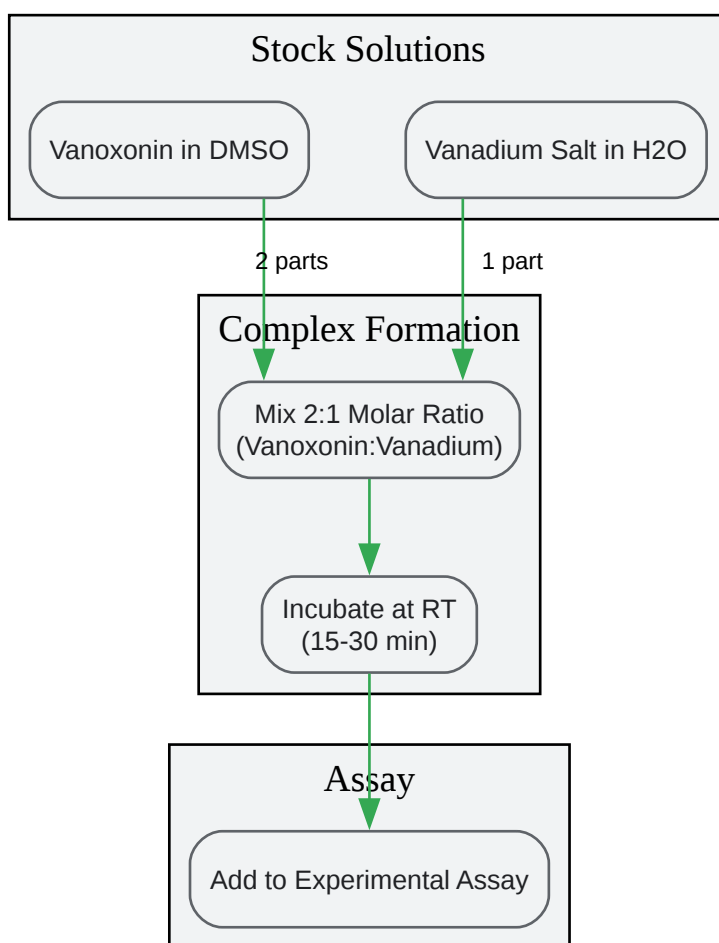 Stock Solutions
Vanoxonin in DMSO
Vanadium Salt in H2O
2 parts
1 part
Complex Formation
Mix 2:1 Molar Ratio
(Vanoxonin:Vanadium)
Incubate at RT
(15-30 min)
Assay
Add to Experimental Assay